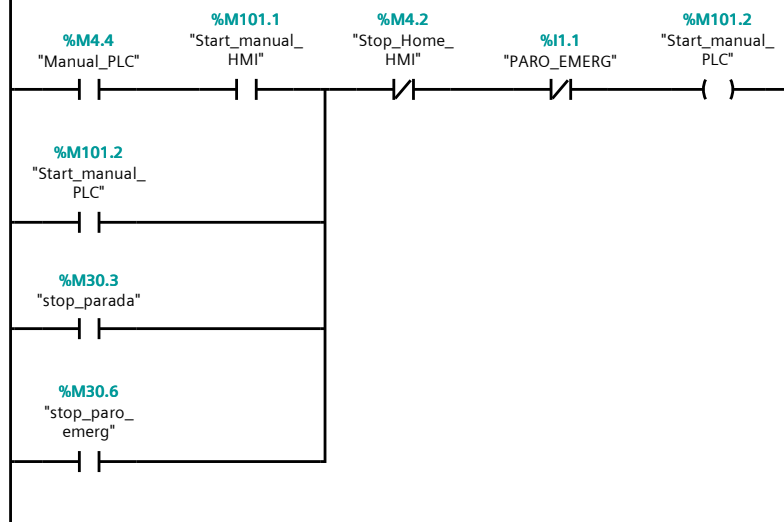 %M4.4
"Manual_PLC"
%M101.1
"Start_manual_
HMI"
%M4.2
"Stop_Home_
HMI"
%I1.1
"PARO_EMERG"
%M101.2
"Start_manual_
PLC"
%M101.2
"Start_manual_
PLC"
%M30.3
"stop_parada"
%M30.6
"stop_paro_
emerg"